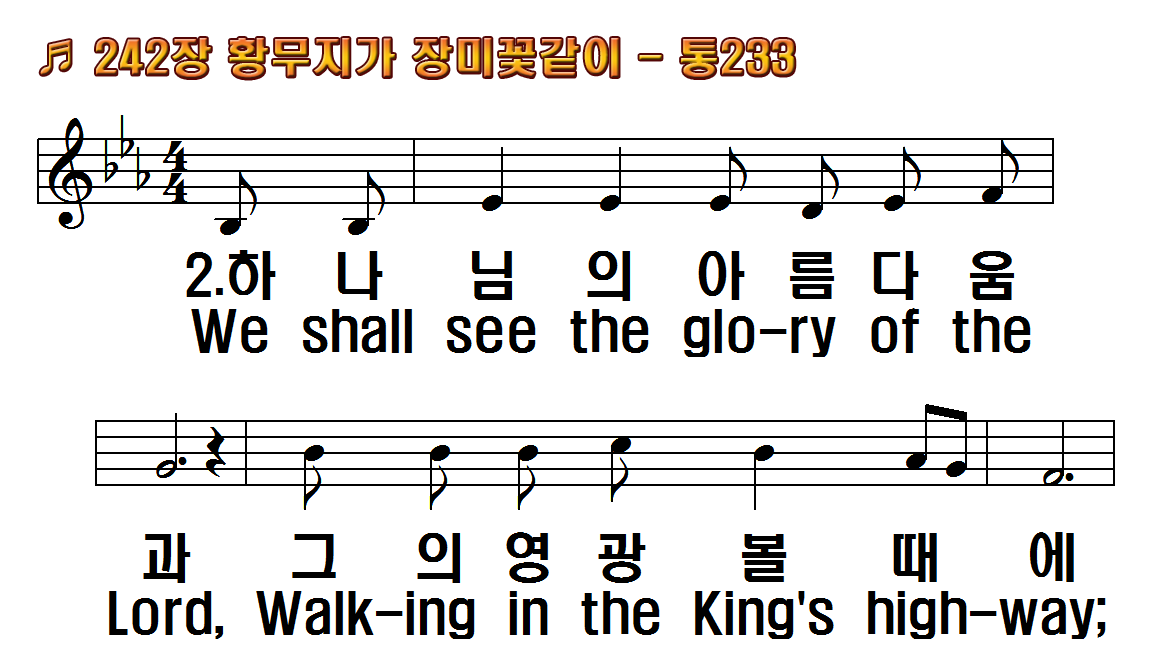 ♬ 242장 황무지가 장미꽃같이 - 통233
2.하 나 님 의 아 름 다 움
We shall see the glo-ry of the
과 그 의 영 광 볼 때 에
Lord, Walk-ing in the King's high-way;